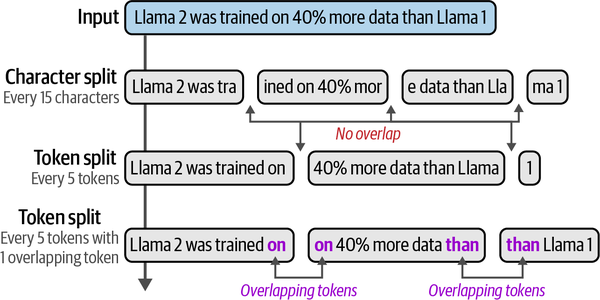 Input
Llama 2 was trained on 40% more data than Llama 1
Character split
Every 15 characters
Llama 2 was tra
ined on 40% mor
e data than Lla
ma 1
No overlap
Token split
Every 5 tokens
Llama 2 was trained on
40% more data than Llama
1
Token split
Every 5 tokens with
1 overlapping token
Llama 2 was trained on
on 40% more data than
than Llama 1
Overlapping tokens
Overlapping tokens